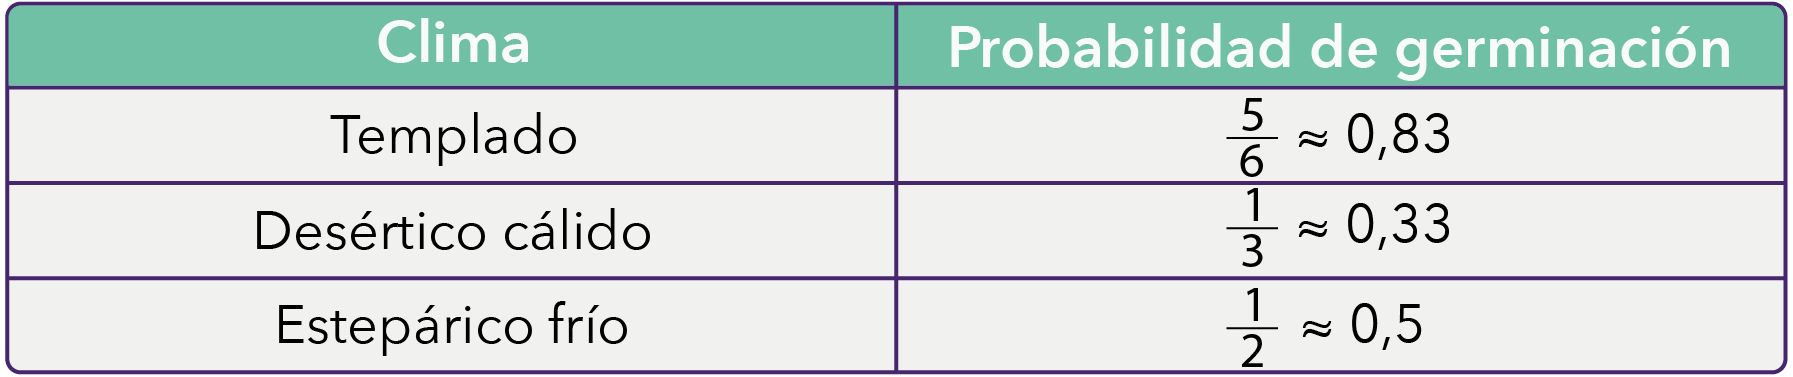 Clima Probabilidad de germinación
Templado 5/6 ≈ 0,83
Desértico cálido 1/3 ≈ 0,33
Estepárico frío 1/2 ≈ 0,5